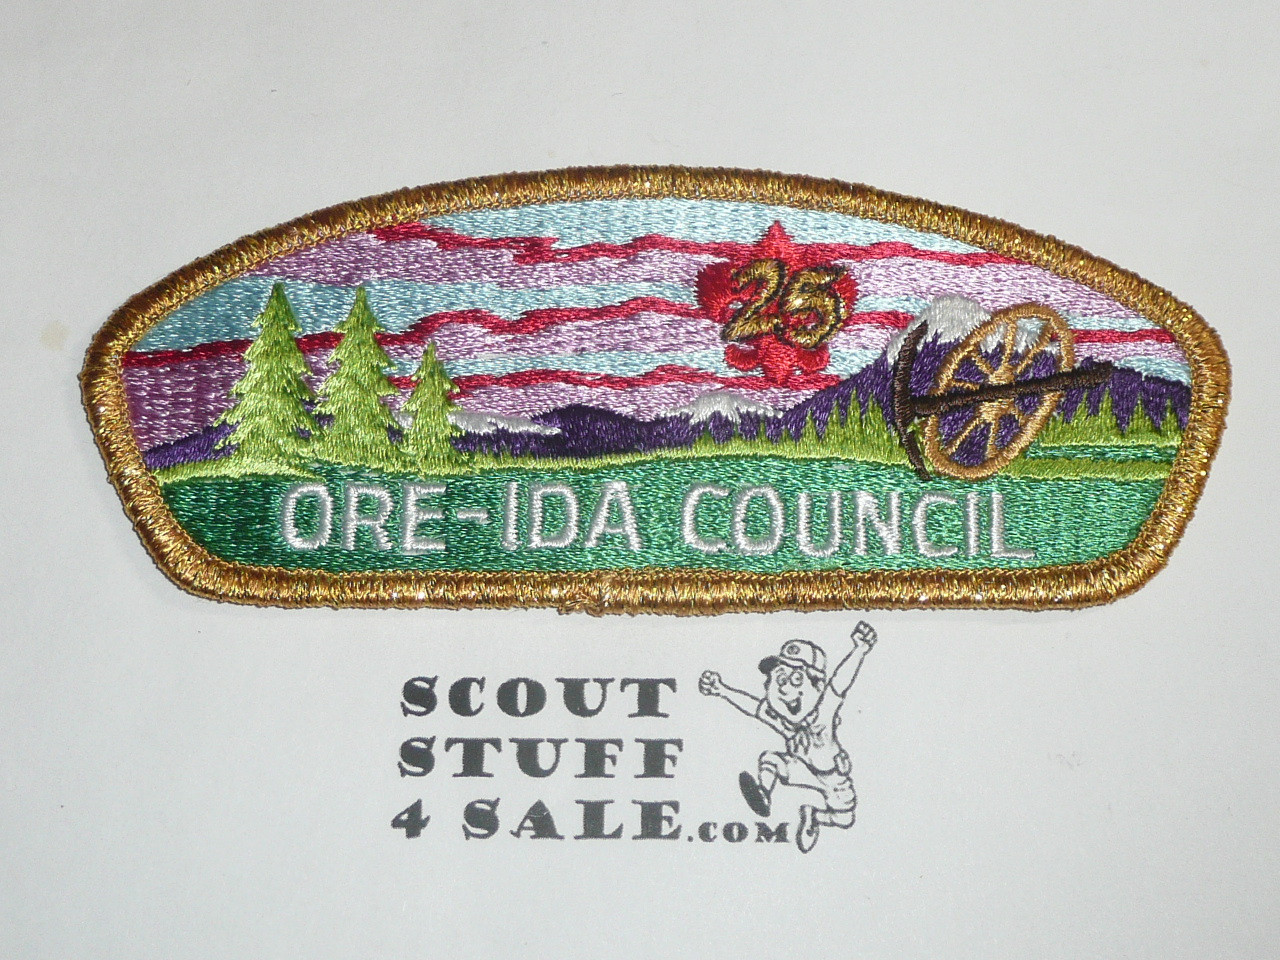 25
ORE-IDA COUNCIL
SCOUT
STUFF
4 SALE.COM